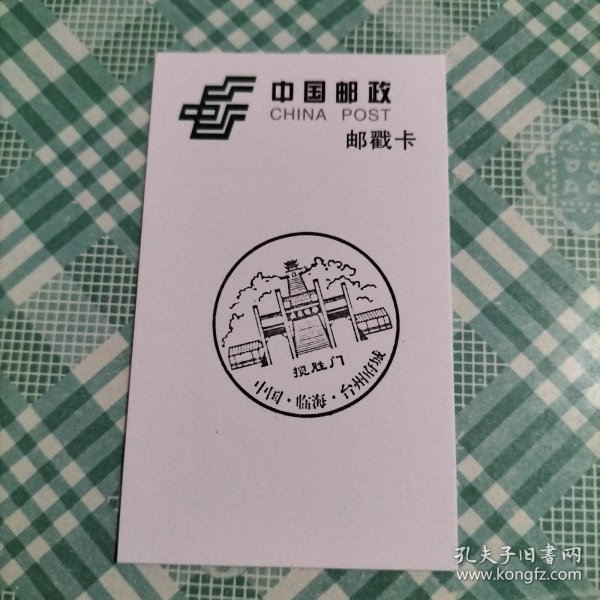 中国邮政
CHINA POST
邮戳卡
揽胜门
中国·临海·台州府城
孔夫子旧书网
www.kongfz.com